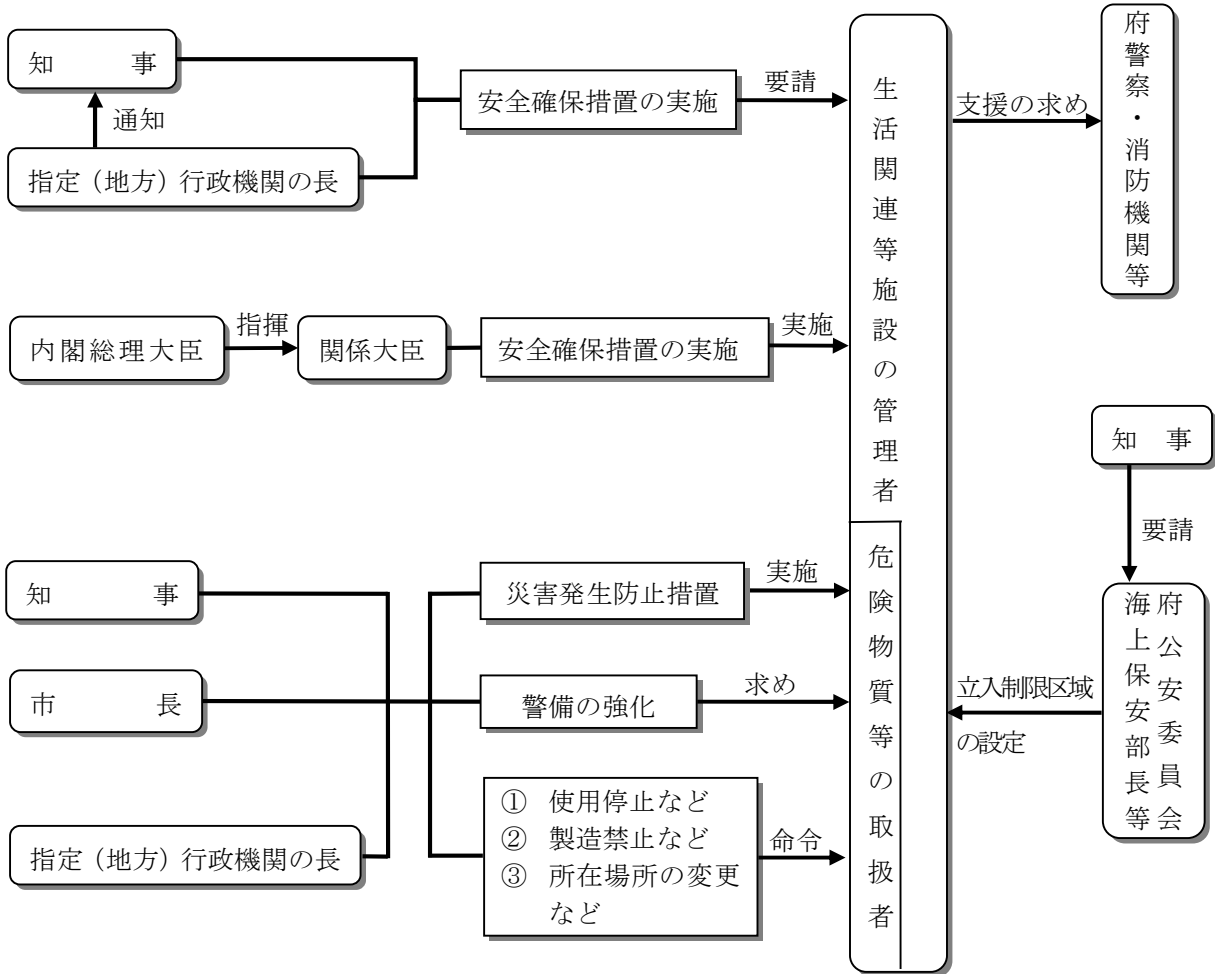 知　　事
通知
指定（地方）行政機関の長
安全確保措置の実施
要請
内閣総理大臣
指揮
関係大臣
安全確保措置の実施
実施
知　　事
市　　長
指定（地方）行政機関の長
災害発生防止措置
実施
警備の強化
求め
①　使用停止など
②　製造禁止など
③　所在場所の変更
など
命令
生活関連等施設の管理者
危険物質等の取扱者
支援の求め
府警察・消防機関等
知　事
要請
府公安委員会
海上保安部長等
立入制限区域
の設定